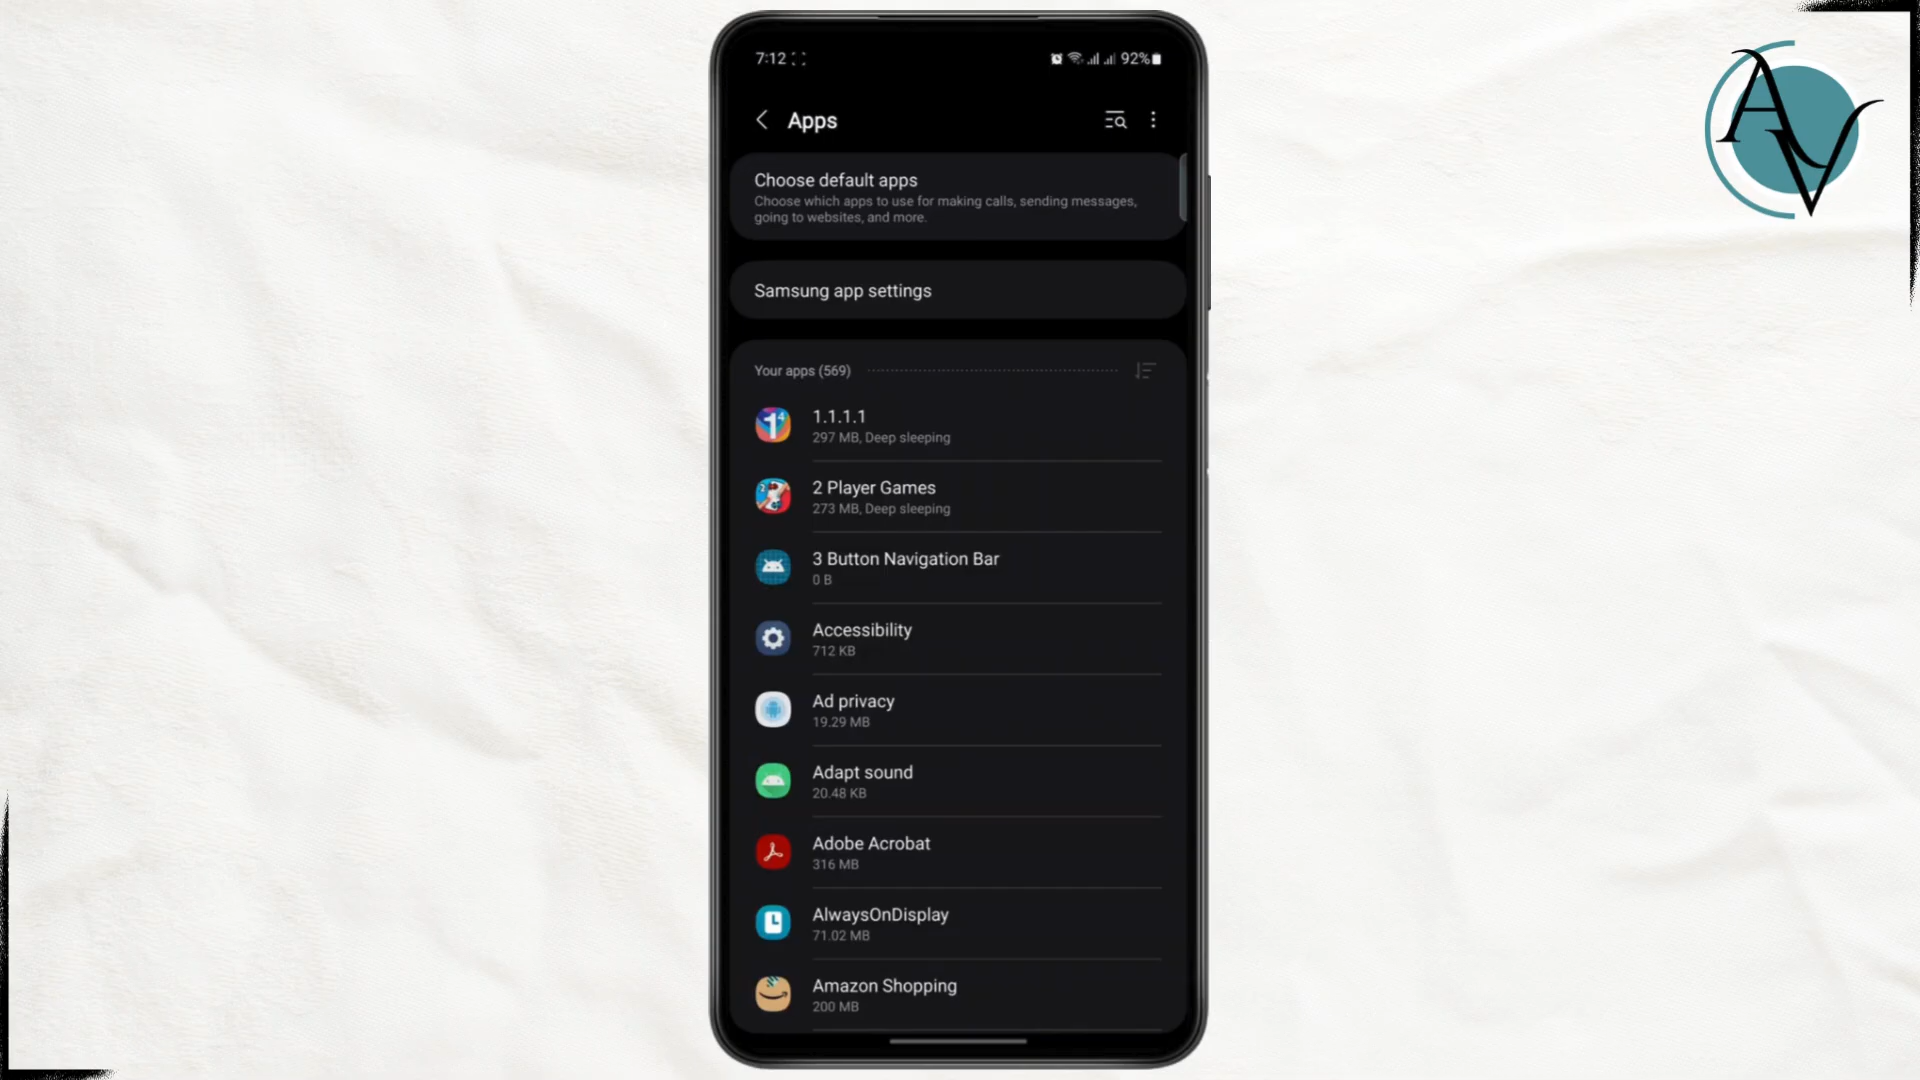 7:12
92%
Apps
Choose default apps
Choose which apps to use for making calls, sending messages,
going to websites, and more.
Samsung app settings
Your apps (569)
1.1.1.1
297 MB, Deep sleeping
2 Player Games
273 MB, Deep sleeping
3 Button Navigation Bar
0 B
Accessibility
712 KB
Ad privacy
19.29 MB
Adapt sound
20.48 KB
Adobe Acrobat
316 MB
AlwaysOnDisplay
71.02 MB
Amazon Shopping
200 MB
AV